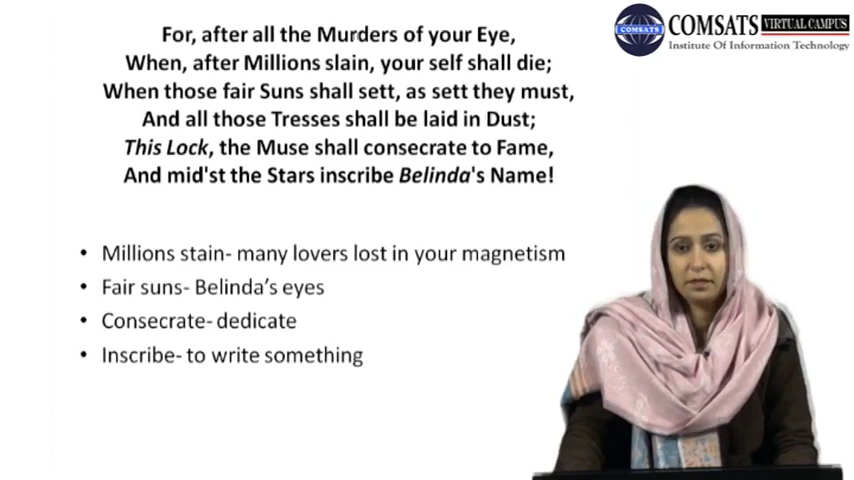 For, after all the Murders of your Eye,
When, after Millions slain, your self shall die;
When those fair Suns shall sett, as sett they must,
And all those Tresses shall be laid in Dust;
This Lock, the Muse shall consecrate to Fame,
And mid'st the Stars inscribe Belinda's Name!
COMSATS
COMSATS VIRTUAL CAMPUS
Institute Of Information Technology
• Millions stain- many lovers lost in your magnetism
• Fair suns- Belinda's eyes
• Consecrate- dedicate
• Inscribe- to write something